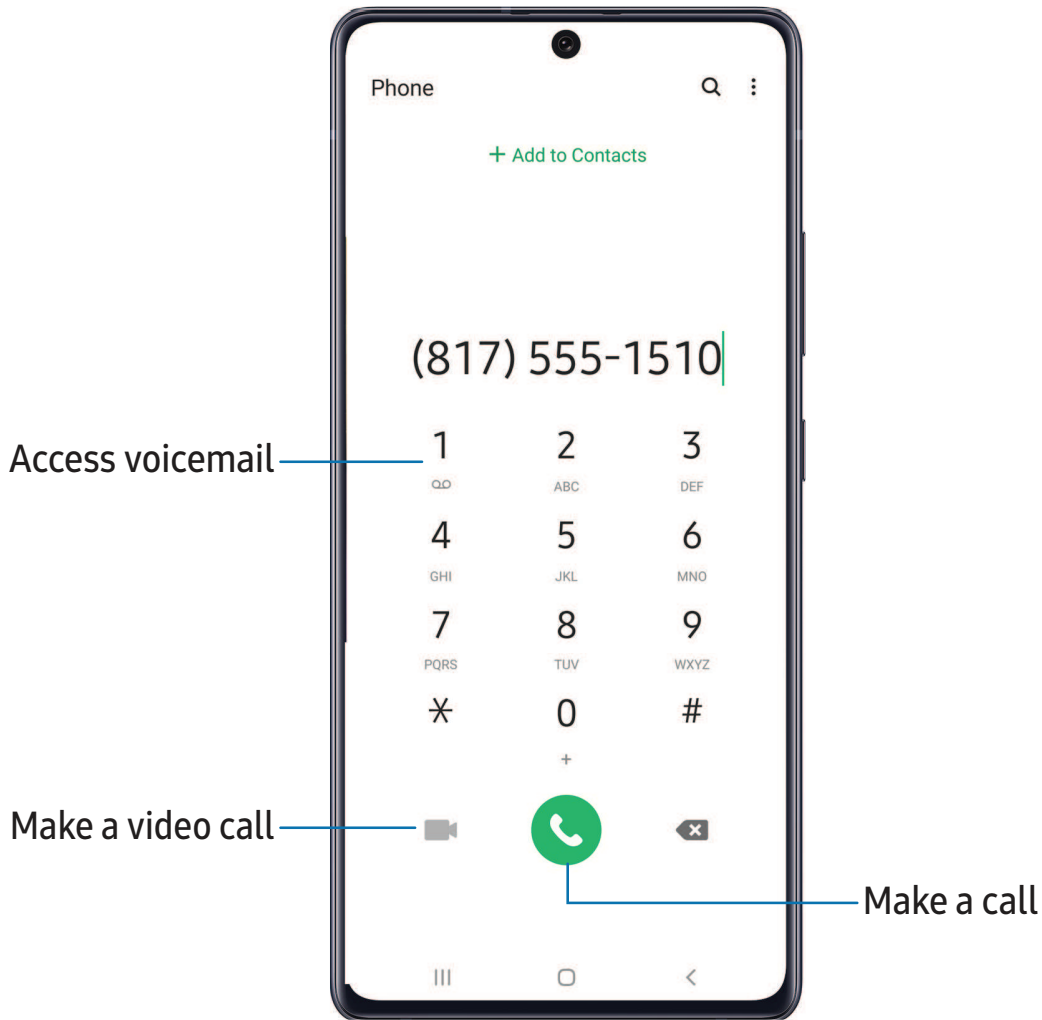 Phone
+ Add to Contacts
(817) 555-1510
Access voicemail
1 2 3
ABC DEF
4 5 6
GHI JKL MNO
7 8 9
PQRS TUV WXYZ
* 0 #
+
Make a video call
Make a call